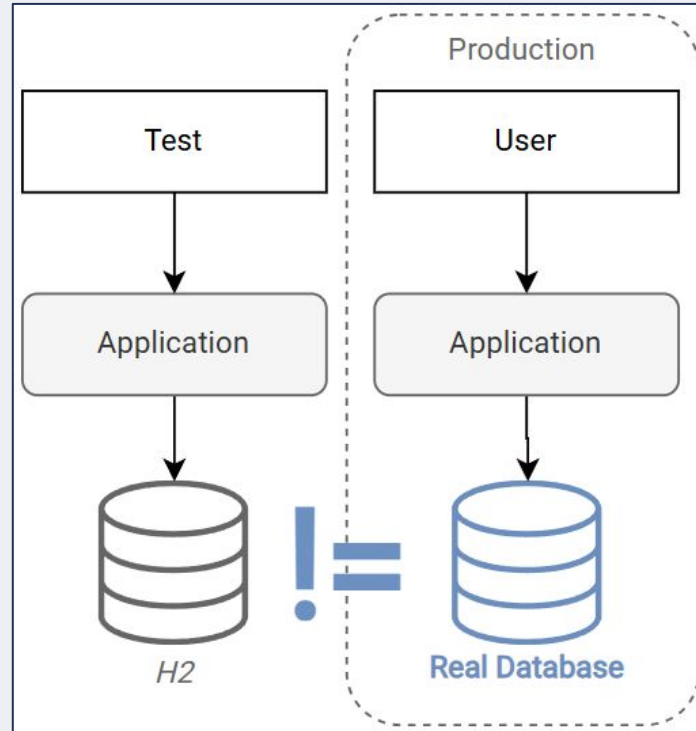 Production
Test
User
Application
Application
!=
H2
Real Database